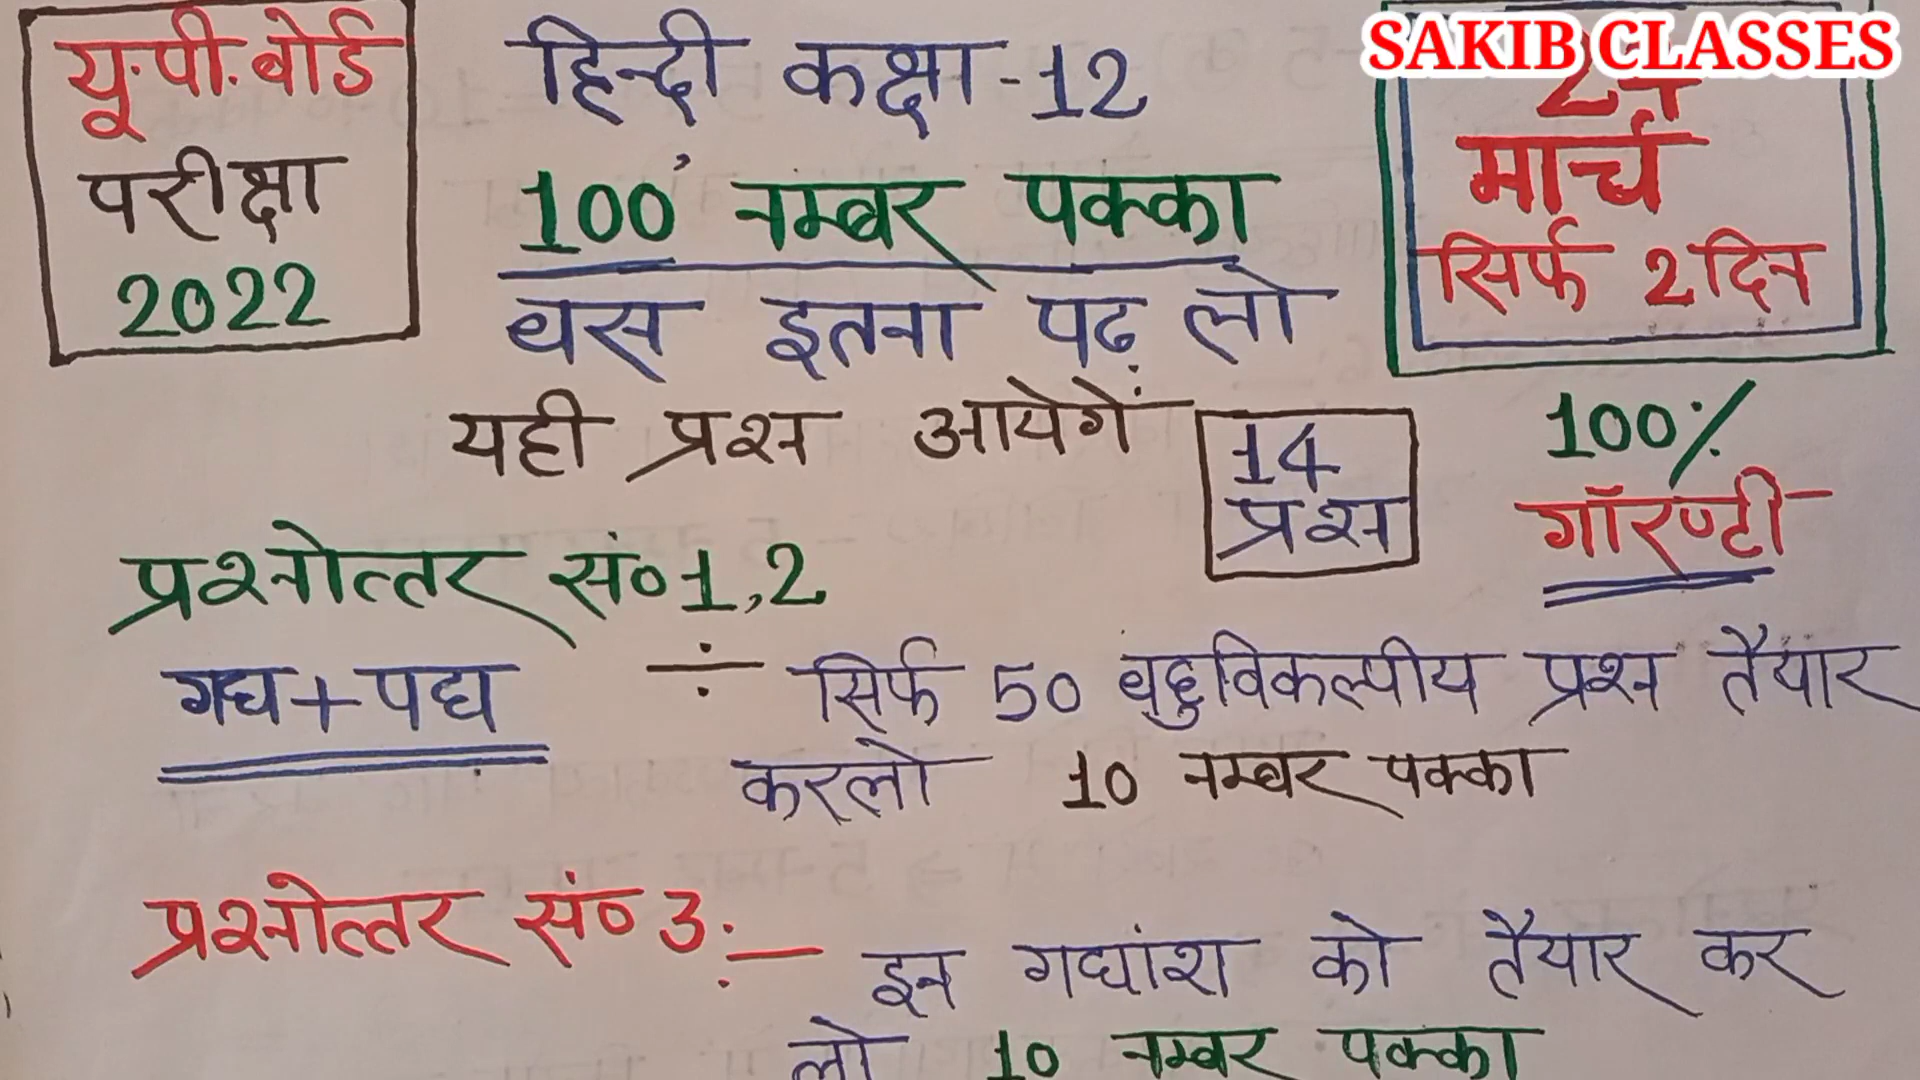 SAKIB CLASSES
यू.पी.बोर्ड
परीक्षा
2022
हिन्दी कक्षा-12
100 नम्बर पक्का
वस इतना पढ़ लो
यही प्रश्न आयेगें
मार्च
सिर्फ 2 दिन
14
प्रश्न
100%
गॉरण्टी
प्रश्नोत्तर सं० 1,2
गद्य+पद्य ÷ सिर्फ 50 वहुविकल्पीय प्रश्न तैयार
करलो 10 नम्बर पक्का
प्रश्नोत्तर सं० 3:- इन गद्यांश को तैयार कर
लो 10 नम्बर पक्का